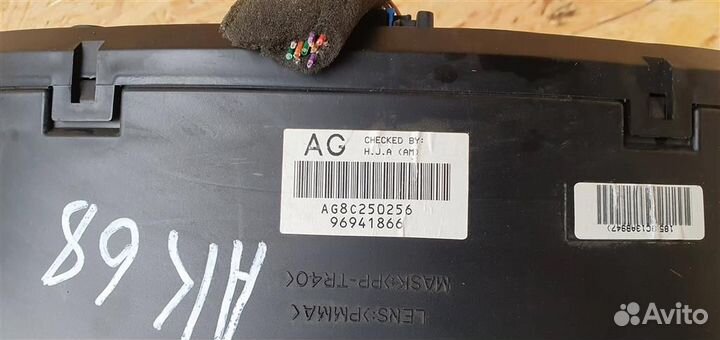 AG
CHECKED BY:
H.J.A (AM)
AG8C250256
96941866
MASK:>PP-TR40<
LENS:>PMMA<
AK 68
Avito